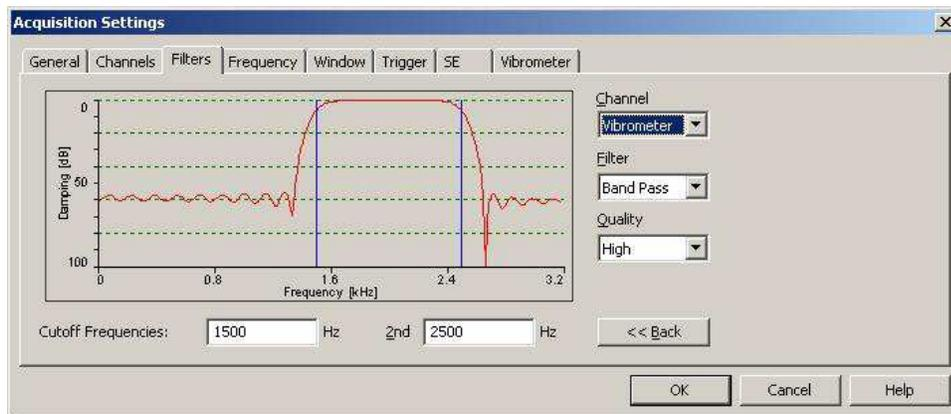 Acquisition Settings
General Channels Filters Frequency Window Trigger SE Vibrometer
0
50
100
Damping [dB]
0 0.8 1.6 2.4 3.2
Frequency [kHz]
Channel
Vibrometer
Filter
Band Pass
Quality
High
Cutoff Frequencies: 1500 Hz 2nd 2500 Hz
<< Back
OK Cancel Help